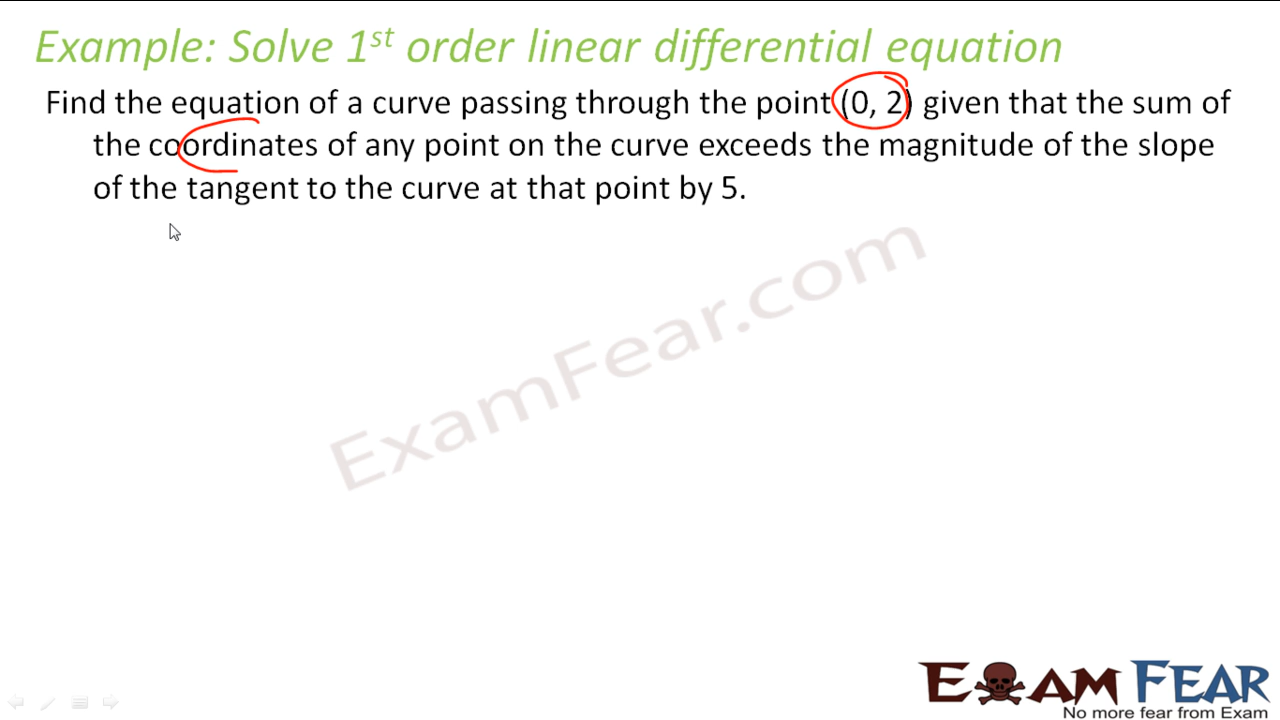 Example: Solve 1st order linear differential equation
Find the equation of a curve passing through the point (0, 2) given that the sum of
the coordinates of any point on the curve exceeds the magnitude of the slope
of the tangent to the curve at that point by 5.
ExamFear.com
EXAM FEAR
No more fear from Exam